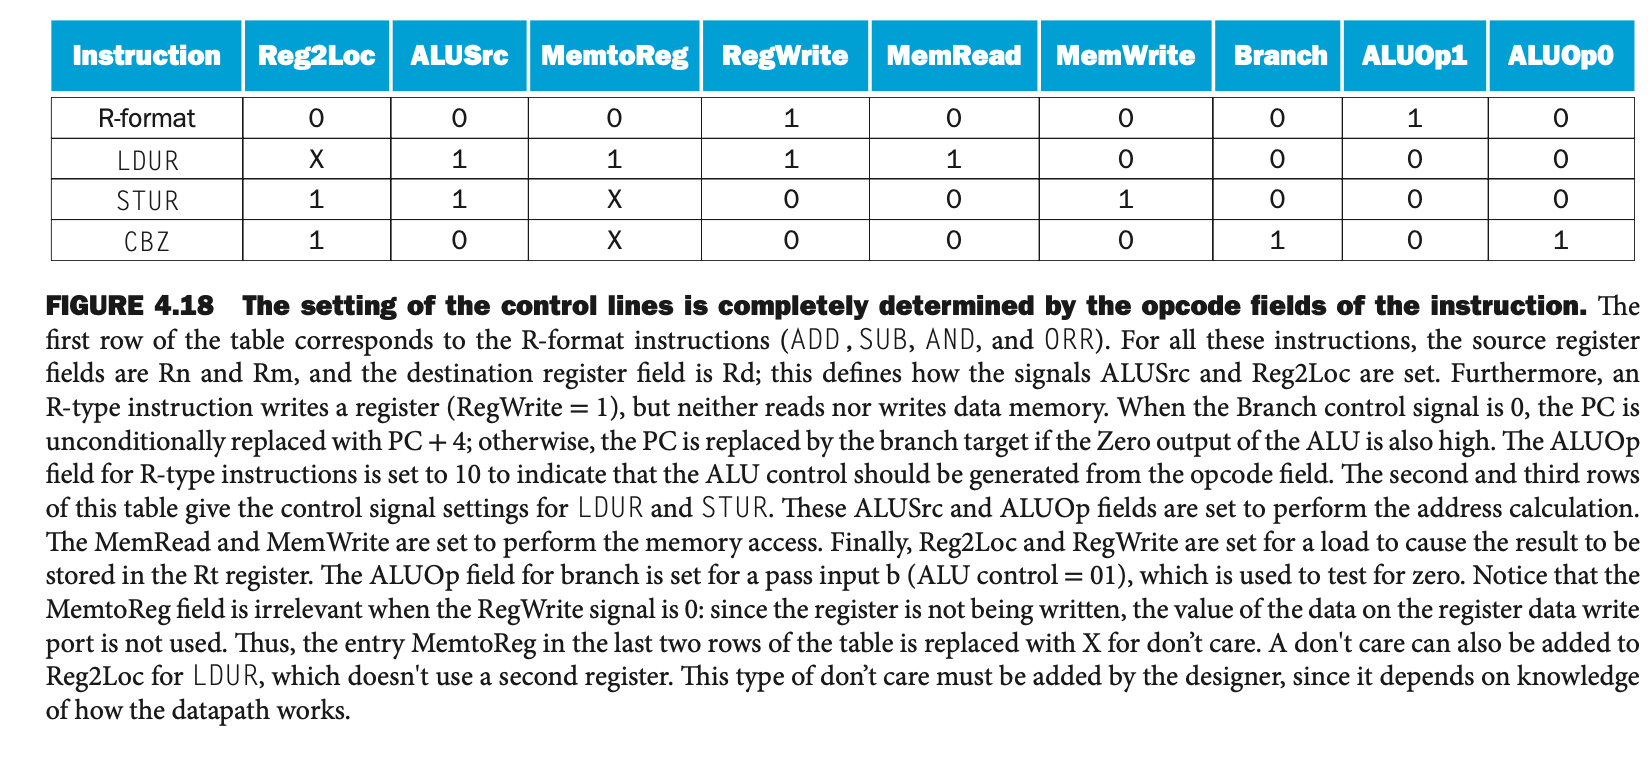 Instruction Reg2Loc ALUSrc MemtoReg RegWrite MemRead MemWrite Branch ALUOp1 ALUOp0
R-format 0 0 0 1 0 0 0 1 0
LDUR X 1 1 1 1 0 0 0 0
STUR 1 1 X 0 0 1 0 0 0
CBZ 1 0 X 0 0 0 1 0 1
FIGURE 4.18 The setting of the control lines is completely determined by the opcode fields of the instruction. The
first row of the table corresponds to the R-format instructions (ADD, SUB, AND, and ORR). For all these instructions, the source register
fields are Rn and Rm, and the destination register field is Rd; this defines how the signals ALUSrc and Reg2Loc are set. Furthermore, an
R-type instruction writes a register (RegWrite = 1), but neither reads nor writes data memory. When the Branch control signal is 0, the PC is
unconditionally replaced with PC + 4; otherwise, the PC is replaced by the branch target if the Zero output of the ALU is also high. The ALUOp
field for R-type instructions is set to 10 to indicate that the ALU control should be generated from the opcode field. The second and third rows
of this table give the control signal settings for LDUR and STUR. These ALUSrc and ALUOp fields are set to perform the address calculation.
The MemRead and MemWrite are set to perform the memory access. Finally, Reg2Loc and RegWrite are set for a load to cause the result to be
stored in the Rt register. The ALUOp field for branch is set for a pass input b (ALU control = 01), which is used to test for zero. Notice that the
MemtoReg field is irrelevant when the RegWrite signal is 0: since the register is not being written, the value of the data on the register data write
port is not used. Thus, the entry MemtoReg in the last two rows of the table is replaced with X for don’t care. A don't care can also be added to
Reg2Loc for LDUR, which doesn't use a second register. This type of don’t care must be added by the designer, since it depends on knowledge
of how the datapath works.